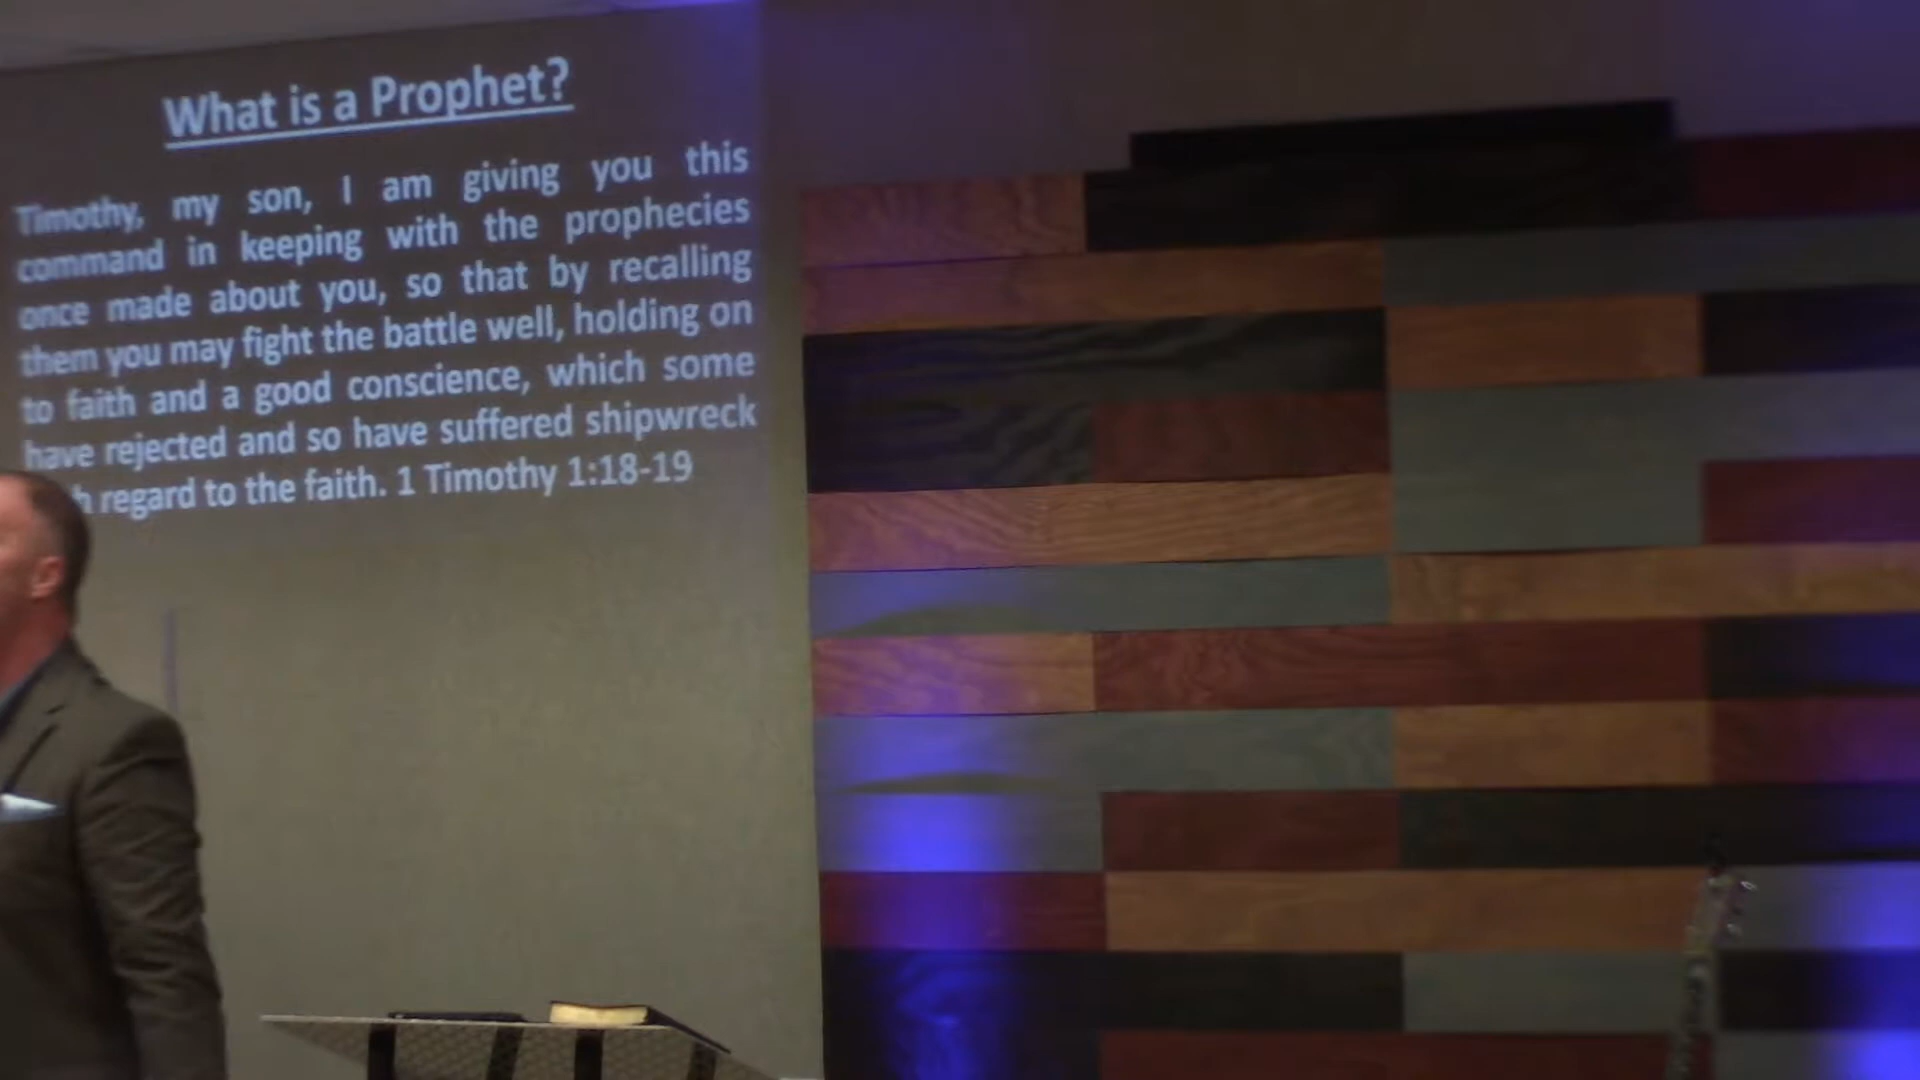 What is a Prophet?
Timothy, my son, I am giving you this
command in keeping with the prophecies
once made about you, so that by recalling
them you may fight the battle well, holding on
to faith and a good conscience, which some
have rejected and so have suffered shipwreck
h regard to the faith. 1 Timothy 1:18-19